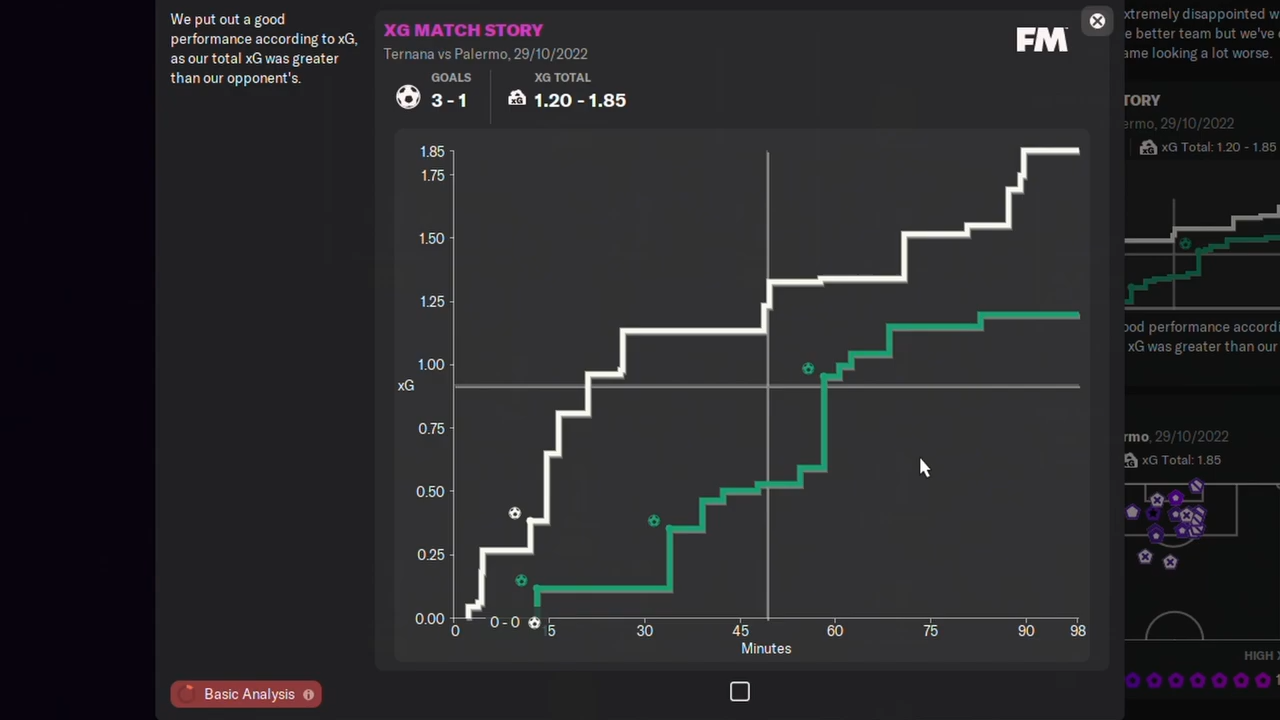 We put out a good
performance according to xG,
as our total xG was greater
than our opponent's.
XG MATCH STORY
Ternana vs Palermo, 29/10/2022
FM
GOALS
3 - 1
XG TOTAL
xG
1.20 - 1.85
1.85
1.75
1.50
1.25
1.00
xG
0.75
0.50
0.25
0.00
0 - 0
0
5
30
45
60
75
90
98
Minutes
Basic Analysis
xtremely disappointed w
e better team but we've
ame looking a lot worse.
TORY
ermo, 29/10/2022
xG Total: 1.20 - 1.85
ood performance accordi
xG was greater than our
rmo, 29/10/2022
xG Total: 1.85
HIGH